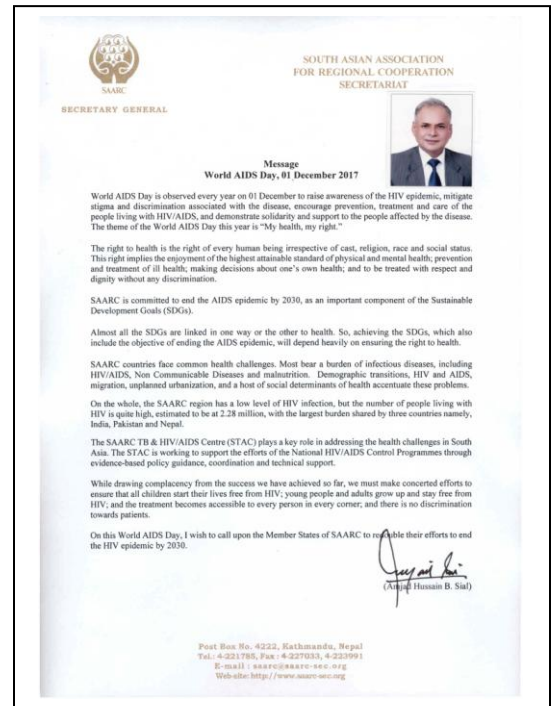 SAARC
SECRETARY GENERAL
SOUTH ASIAN ASSOCIATION
FOR REGIONAL COOPERATION
SECRETARIAT
Message
World AIDS Day, 01 December 2017
World AIDS Day is observed every year on 01 December to raise awareness of the HIV epidemic, mitigate
stigma and discrimination associated with the disease, encourage prevention, treatment and care of the
people living with HIV/AIDS, and demonstrate solidarity and support to the people affected by the disease.
The theme of the World AIDS Day this year is “My health, my right.”
The right to health is the right of every human being irrespective of cast, religion, race and social status.
This right implies the enjoyment of the highest attainable standard of physical and mental health; prevention
and treatment of ill health; making decisions about one's own health; and to be treated with respect and
dignity without any discrimination.
SAARC is committed to end the AIDS epidemic by 2030, as an important component of the Sustainable
Development Goals (SDGs).
Almost all the SDGs are linked in one way or the other to health. So, achieving the SDGs, which also
include the objective of ending the AIDS epidemic, will depend heavily on ensuring the right to health.
SAARC countries face common health challenges. Most bear a burden of infectious diseases, including
HIV/AIDS, Non Communicable Diseases and malnutrition. Demographic transitions, HIV and AIDS,
migration, unplanned urbanization, and a host of social determinants of health accentuate these problems.
On the whole, the SAARC region has a low level of HIV infection, but the number of people living with
HIV is quite high, estimated to be at 2.28 million, with the largest burden shared by three countries namely,
India, Pakistan and Nepal.
The SAARC TB & HIV/AIDS Centre (STAC) plays a key role in addressing the health challenges in South
Asia. The STAC is working to support the efforts of the National HIV/AIDS Control Programmes through
evidence-based policy guidance, coordination and technical support.
While drawing complacency from the success we have achieved so far, we must make concerted efforts to
ensure that all children start their lives free from HIV; young people and adults grow up and stay free from
HIV; and the treatment becomes accessible to every person in every corner; and there is no discrimination
towards patients.
On this World AIDS Day, I wish to call upon the Member States of SAARC to redouble their efforts to end
the HIV epidemic by 2030.
(Amjad Hussain B. Sial)
Post Box No. 4222, Kathmandu, Nepal
Tel.: 4-221785, Fax : 4-227033, 4-223991
E-mail : saarc@saarc-sec.org
Web-site: http://www.saarc-sec.org